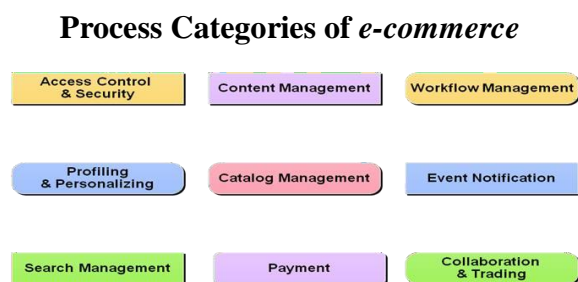 Process Categories of e-commerce
Access Control
& Security
Content Management
Workflow Management
Profiling
& Personalizing
Catalog Management
Event Notification
Search Management
Payment
Collaboration
& Trading